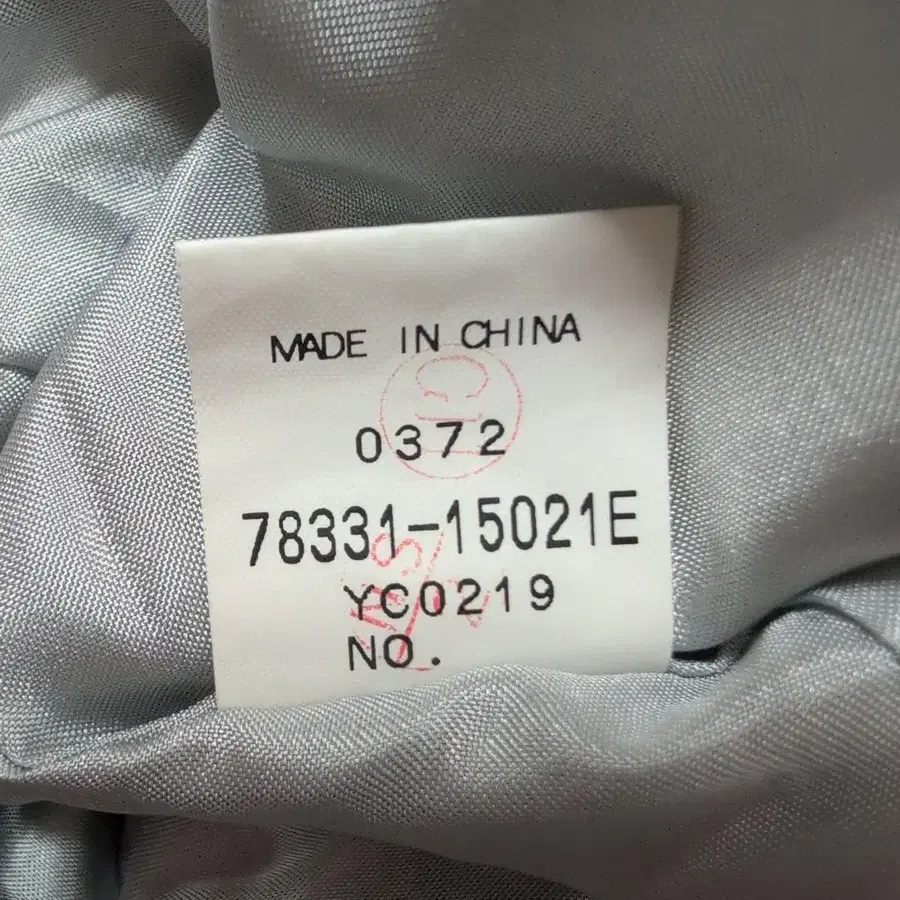 MADE IN CHINA
0372
78331-15021E
YC0219
NO.